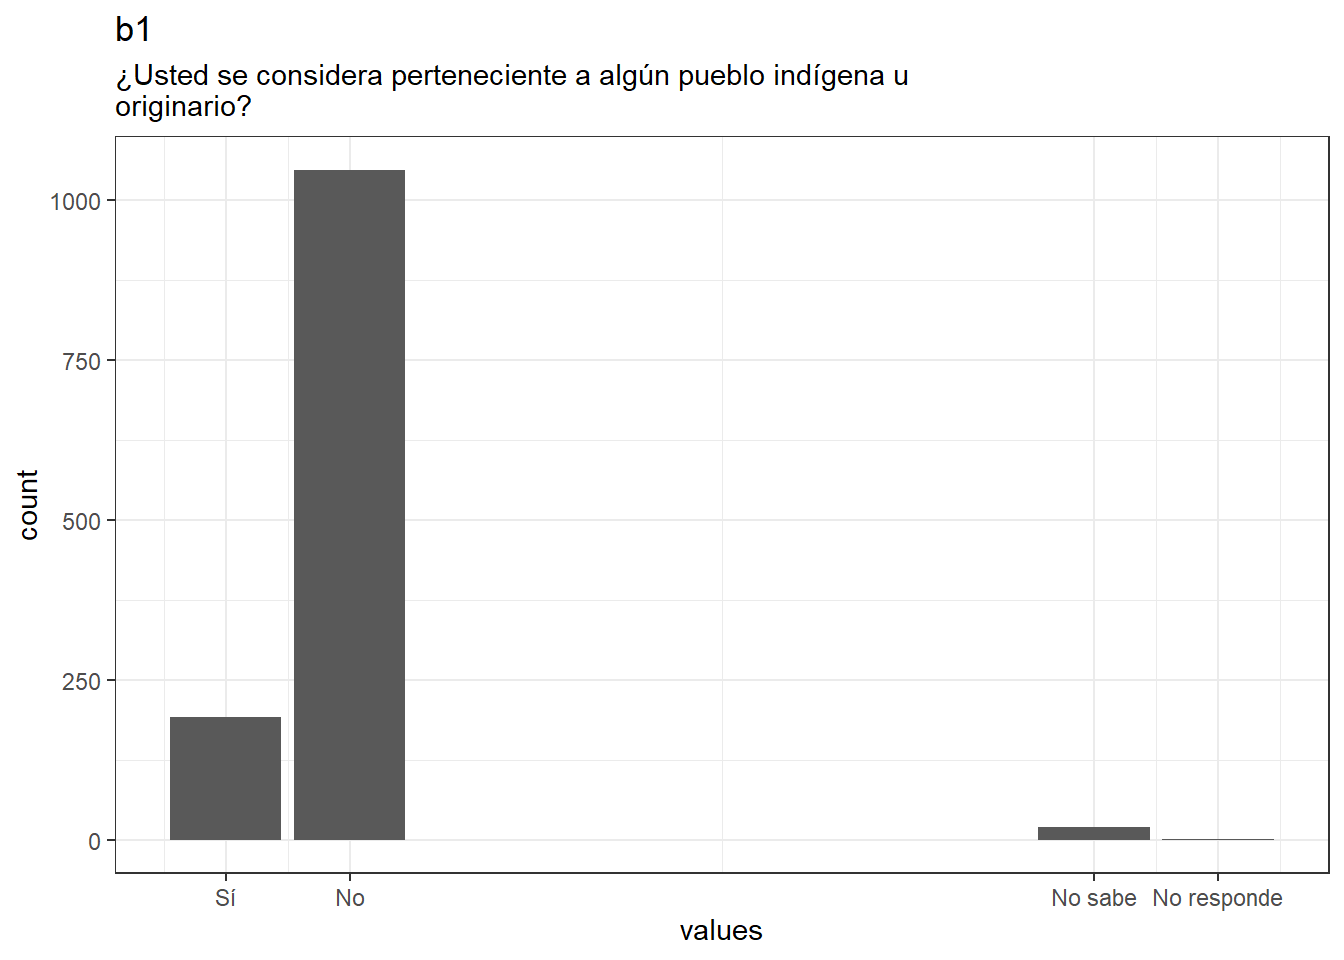 b1
¿Usted se considera perteneciente a algún pueblo indígena u
originario?
1000
750
500
250
0
count
Sí
No
No sabe
No responde
values